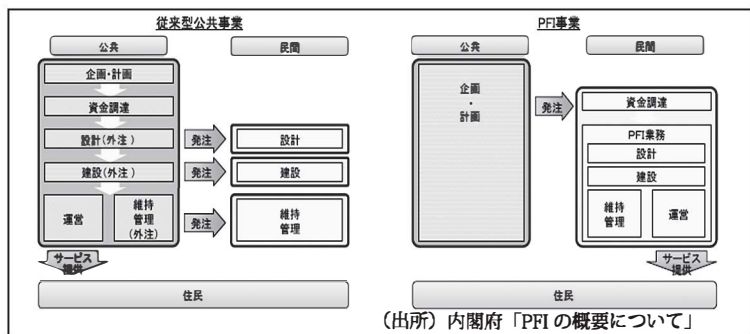 従来型公共事業
公共
民間
企画・計画
資金調達
設計(外注)
発注
設計
建設(外注)
発注
建設
運営
維持
管理
(外注)
発注
維持
管理
サービス
提供
住民
PFI事業
公共
民間
企画
・
計画
発注
資金調達
PFI業務
設計
建設
維持
管理
運営
サービス
提供
住民
(出所)内閣府「PFIの概要について」